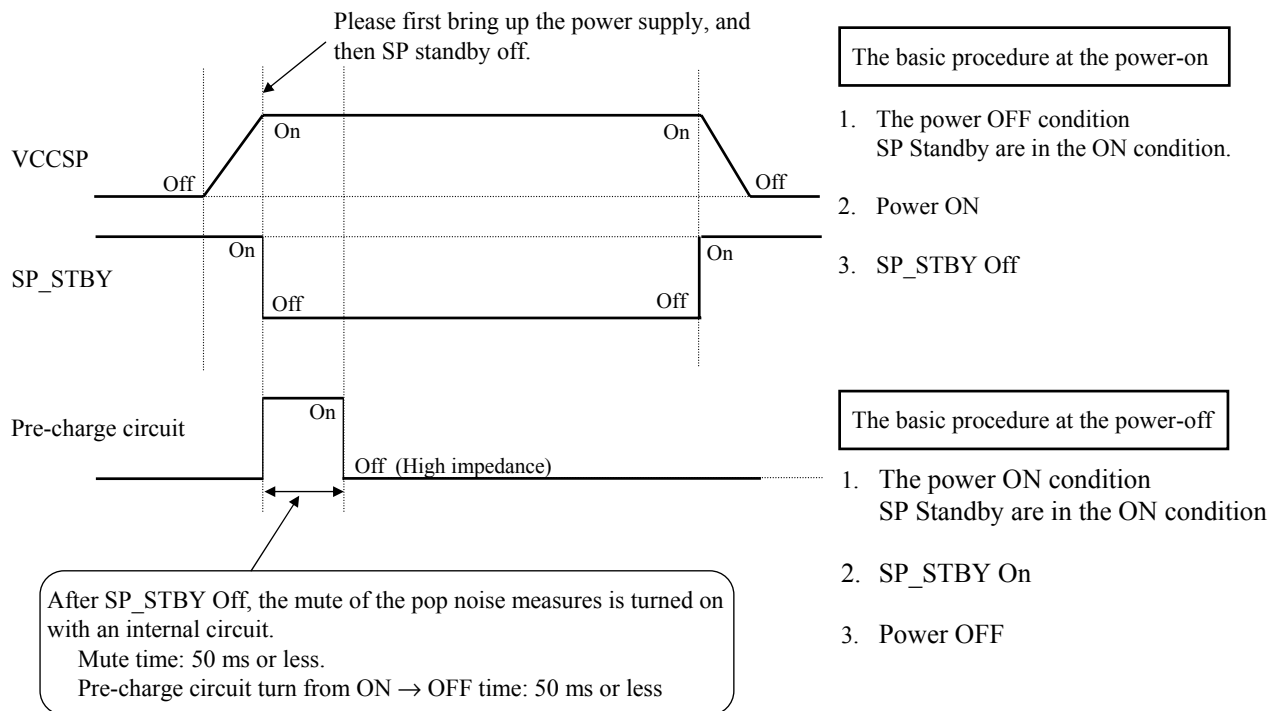 Please first bring up the power supply, and
then SP standby off.
VCCSP
Off
On
On
Off
SP_STBY
On
Off
Off
On
Pre-charge circuit
On
Off (High impedance)
After SP_STBY Off, the mute of the pop noise measures is turned on
with an internal circuit.
Mute time: 50 ms or less.
Pre-charge circuit turn from ON → OFF time: 50 ms or less
The basic procedure at the power-on
1. The power OFF condition
SP Standby are in the ON condition.
2. Power ON
3. SP_STBY Off
The basic procedure at the power-off
1. The power ON condition
SP Standby are in the ON condition
2. SP_STBY On
3. Power OFF